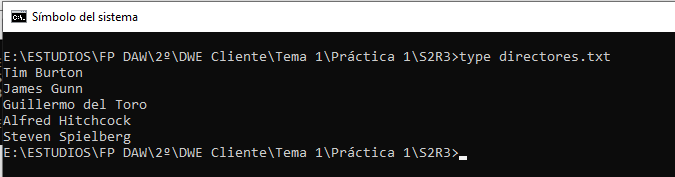 Símbolo del sistema
E:\ESTUDIOS\FP DAW\2º\DWE Cliente\Tema 1\Práctica 1\S2R3>type directores.txt
Tim Burton
James Gunn
Guillermo del Toro
Alfred Hitchcock
Steven Spielberg
E:\ESTUDIOS\FP DAW\2º\DWE Cliente\Tema 1\Práctica 1\S2R3>